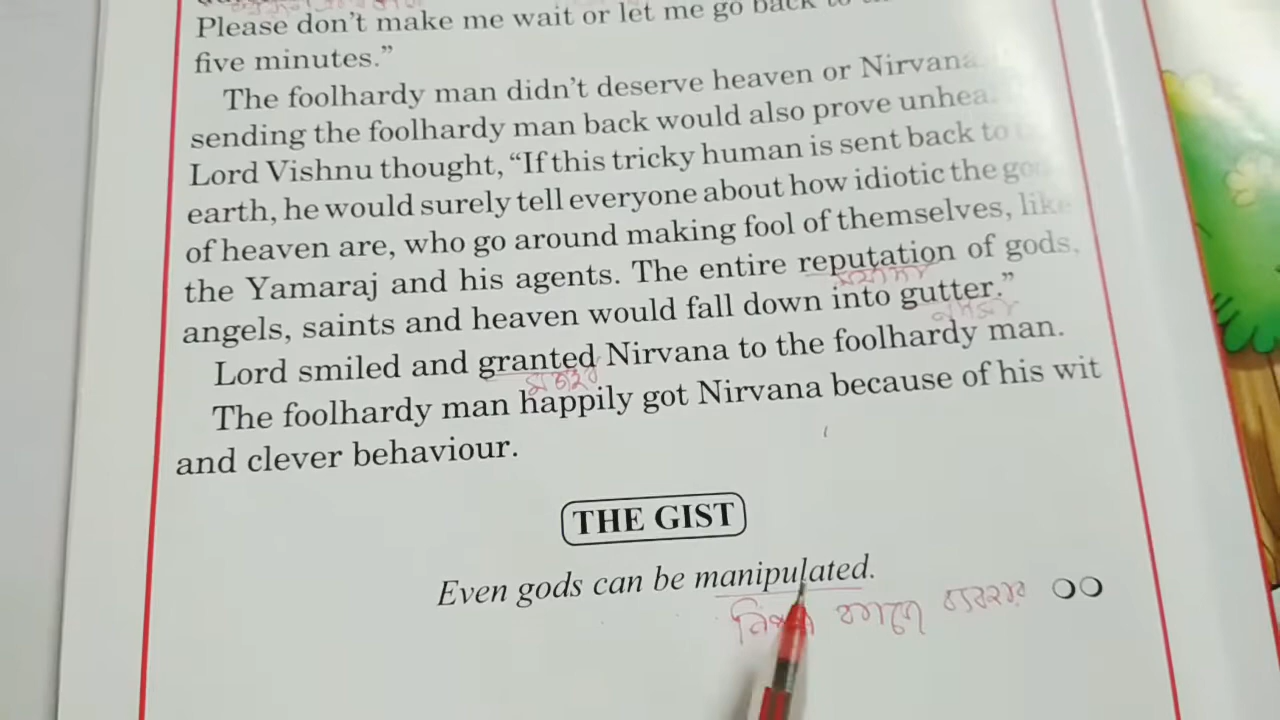 Please don't make me wait or let me go back to
five minutes."
The foolhardy man didn't deserve heaven or Nirvana.
sending the foolhardy man back would also prove
Lord Vishnu thought, "If this tricky human is sent back to
earth, he would surely tell everyone about how idiotic the
of heaven are, who go around making fool of themselves, like
the Yamaraj and his agents. The entire reputation of gods,
angels, saints and heaven would fall down into gutter."
Lord smiled and granted Nirvana to the foolhardy man.
The foolhardy man happily got Nirvana because of his wit
and clever behaviour.
THE GIST
Even gods can be manipulated.